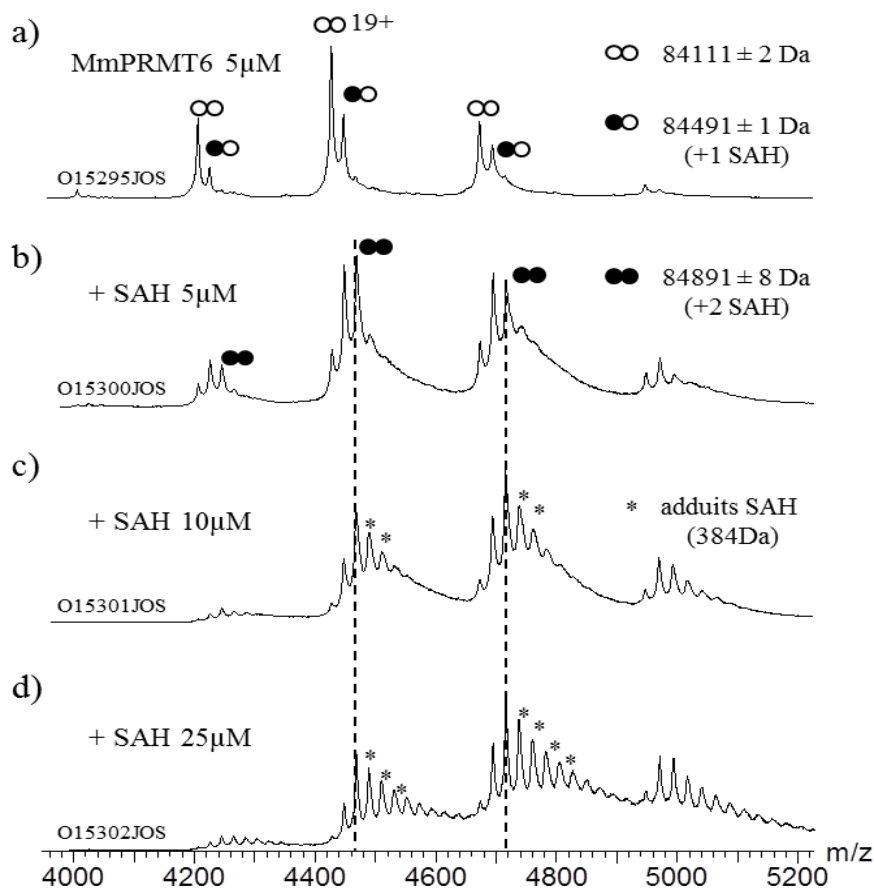 a)
19+
MmPRMT6 5µM
84111 ± 2 Da
84491 ± 1 Da
(+1 SAH)
O15295JOS
b)
+ SAH 5µM
84891 ± 8 Da
(+2 SAH)
O15300JOS
c)
+ SAH 10µM
* *
* *
* adduits SAH
(384Da)
O15301JOS
d)
+ SAH 25µM
* * *
* * * *
O15302JOS
m/z
4000 4200 4400 4600 4800 5000 5200